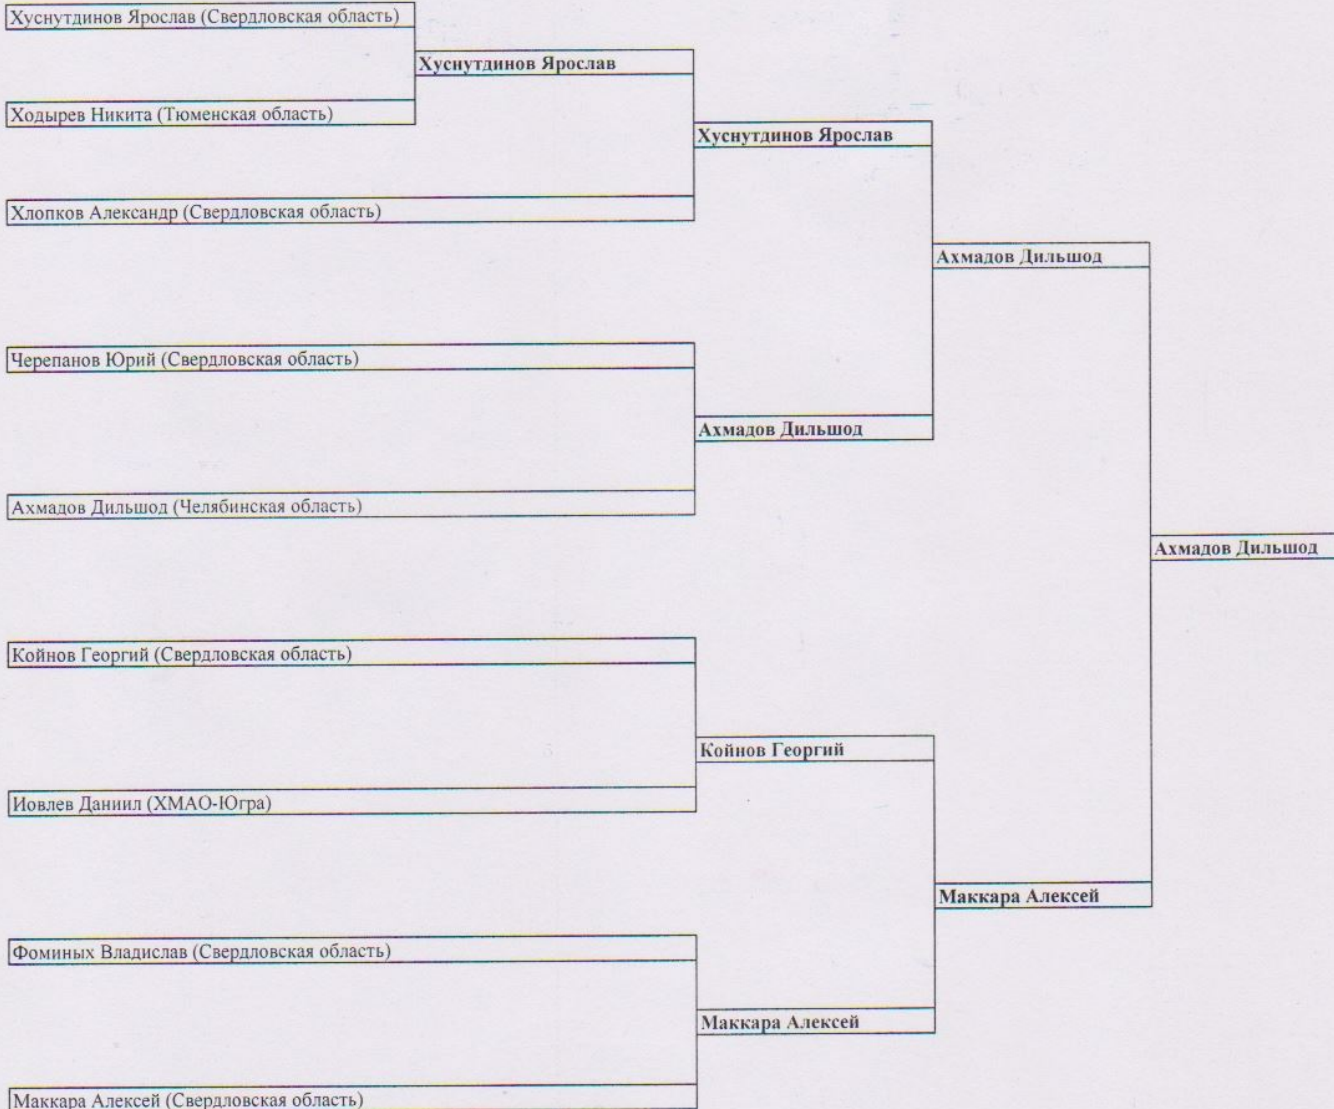 Хуснутдинов Ярослав (Свердловская область)
Хуснутдинов Ярослав
Ходырев Никита (Тюменская область)
Хуснутдинов Ярослав
Хлопков Александр (Свердловская область)
Ахмадов Дильшод
Черепанов Юрий (Свердловская область)
Ахмадов Дильшод
Ахмадов Дильшод (Челябинская область)
Ахмадов Дильшод
Койнов Георгий (Свердловская область)
Койнов Георгий
Иовлев Даниил (ХМАО-Югра)
Маккара Алексей
Фоминых Владислав (Свердловская область)
Маккара Алексей
Маккара Алексей (Свердловская область)